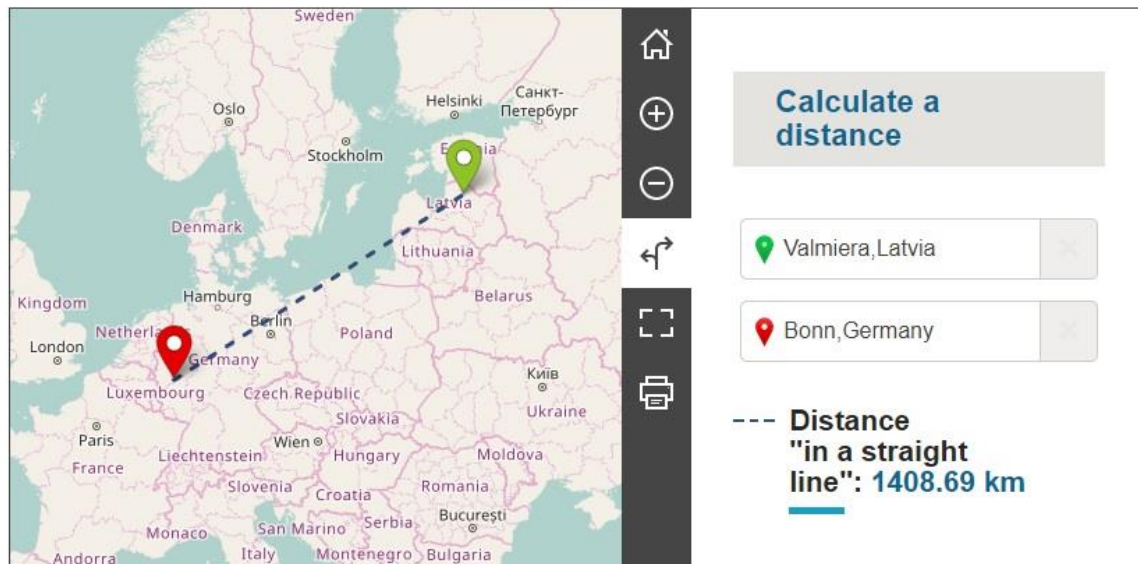 Sweden
Oslo
Helsinki
Санкт-
Петербург
Stockholm
Latvia
Denmark
Lithuania
Hamburg
Belarus
Kingdom
Berlin
Poland
London
Germany
Київ
Luxembourg
Czech Republic
Slovakia
Ukraine
Paris
Wien
Liechtenstein
Hungary
Moldova
France
Slovenia
Croatia
Romania
Serbia
București
Monaco
San Marino
Andorra
Italy
Montenegro
Bulgaria
Calculate a
distance
Valmiera,Latvia
Bonn,Germany
Distance
"in a straight
line": 1408.69 km